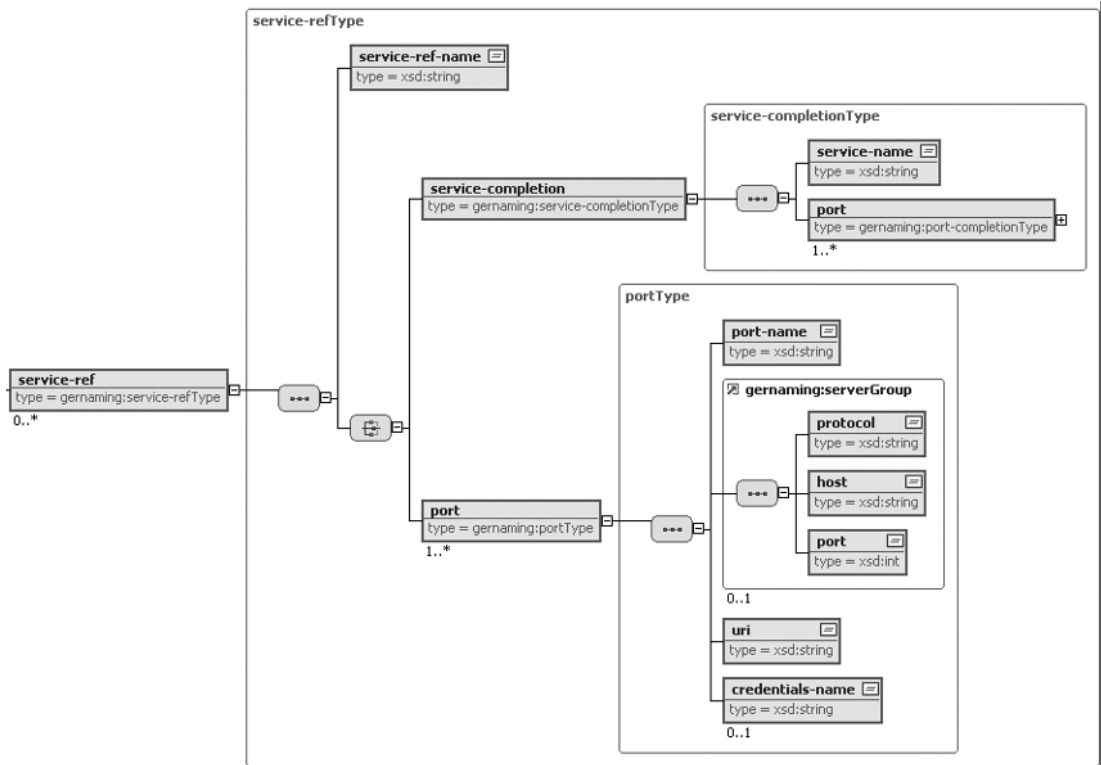 service-refType
service-ref-name
type = xsd:string
service-completionType
service-name
type = xsd:string
service-completion
type = gernaming:service-completionType
port
type = gernaming:port-completionType
1..*
portType
port-name
type = xsd:string
service-ref
type = gernaming:service-refType
0..*
gernaming:serverGroup
protocol
type = xsd:string
host
type = xsd:string
port
type = gernaming:portType
1..*
port
type = xsd:int
0..1
uri
type = xsd:string
credentials-name
type = xsd:string
0..1